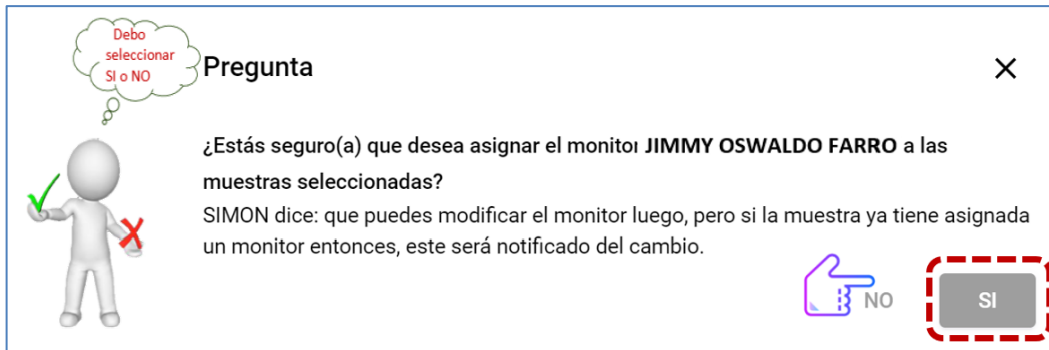 Debo
seleccionar
SI o NO
Pregunta
¿Estás seguro(a) que desea asignar el monitor JIMMY OSWALDO FARRO a las
muestras seleccionadas?
SIMON dice: que puedes modificar el monitor luego, pero si la muestra ya tiene asignada
un monitor entonces, este será notificado del cambio.
NO
SI